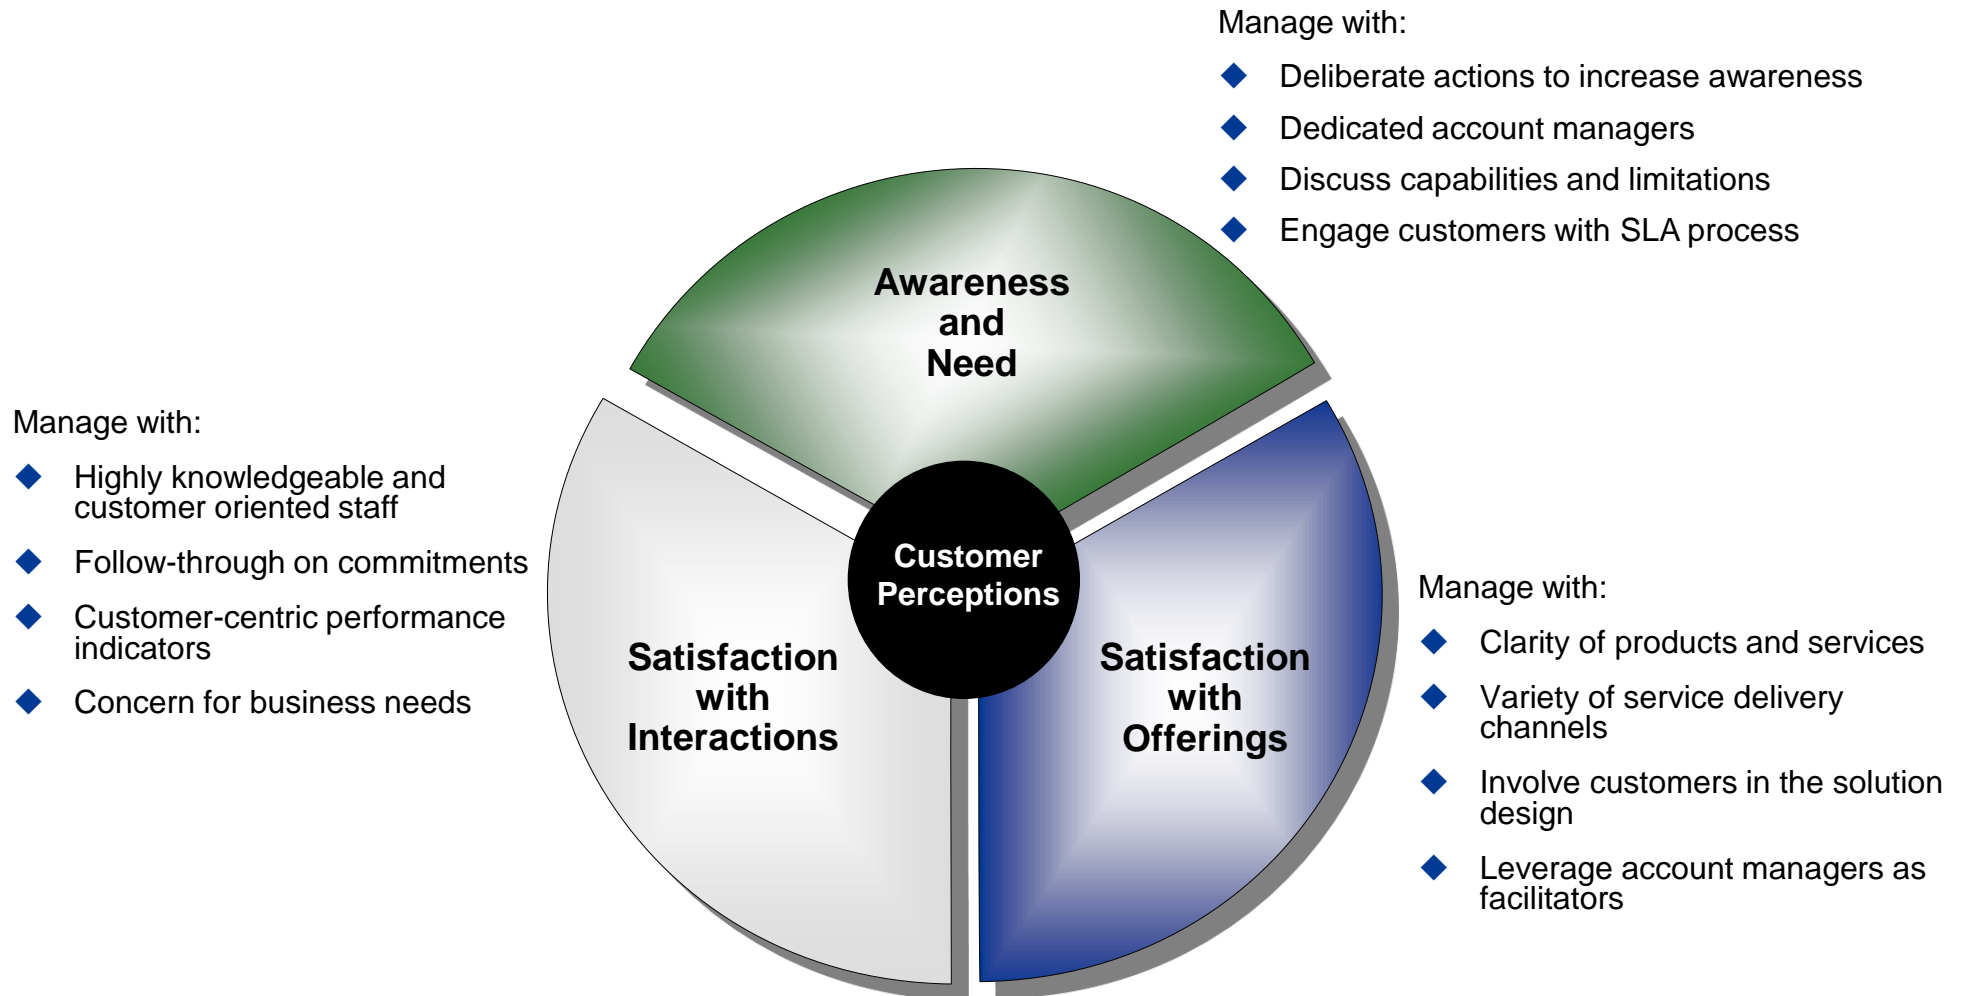 Manage with:
Deliberate actions to increase awareness
Dedicated account managers
Discuss capabilities and limitations
Engage customers with SLA process
Awareness
and
Need
Manage with:
Highly knowledgeable and
customer oriented staff
Follow-through on commitments
Customer-centric performance
indicators
Concern for business needs
Customer
Perceptions
Satisfaction
with
Interactions
Satisfaction
with
Offerings
Manage with:
Clarity of products and services
Variety of service delivery
channels
Involve customers in the solution
design
Leverage account managers as
facilitators